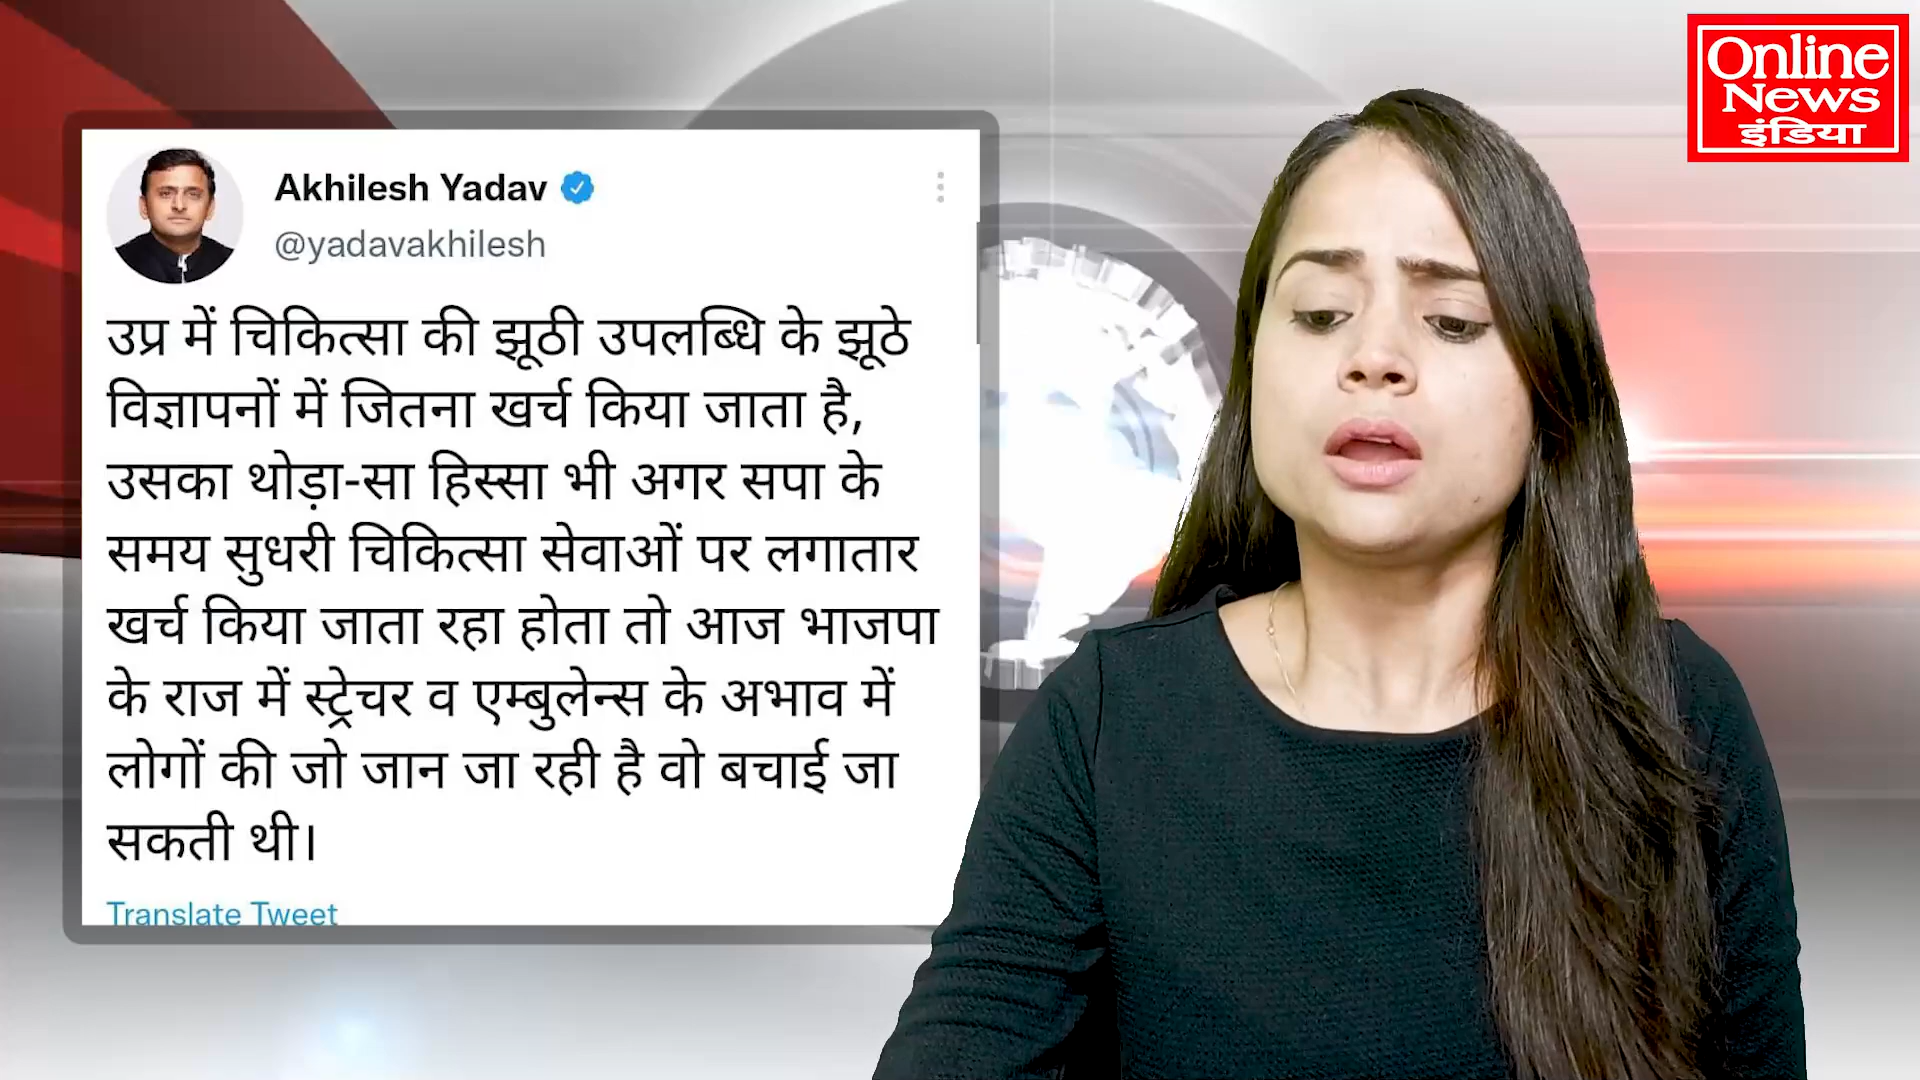 Akhilesh Yadav
@yadavakhilesh
उप्र में चिकित्सा की झूठी उपलब्धि के झूठे
विज्ञापनों में जितना खर्च किया जाता है,
उसका थोड़ा-सा हिस्सा भी अगर सपा के
समय सुधरी चिकित्सा सेवाओं पर लगातार
खर्च किया जाता रहा होता तो आज भाजपा
के राज में स्ट्रेचर व एम्बुलेन्स के अभाव में
लोगों की जो जान जा रही है वो बचाई जा
सकती थी।
Translate Tweet
Online
News
इंडिया